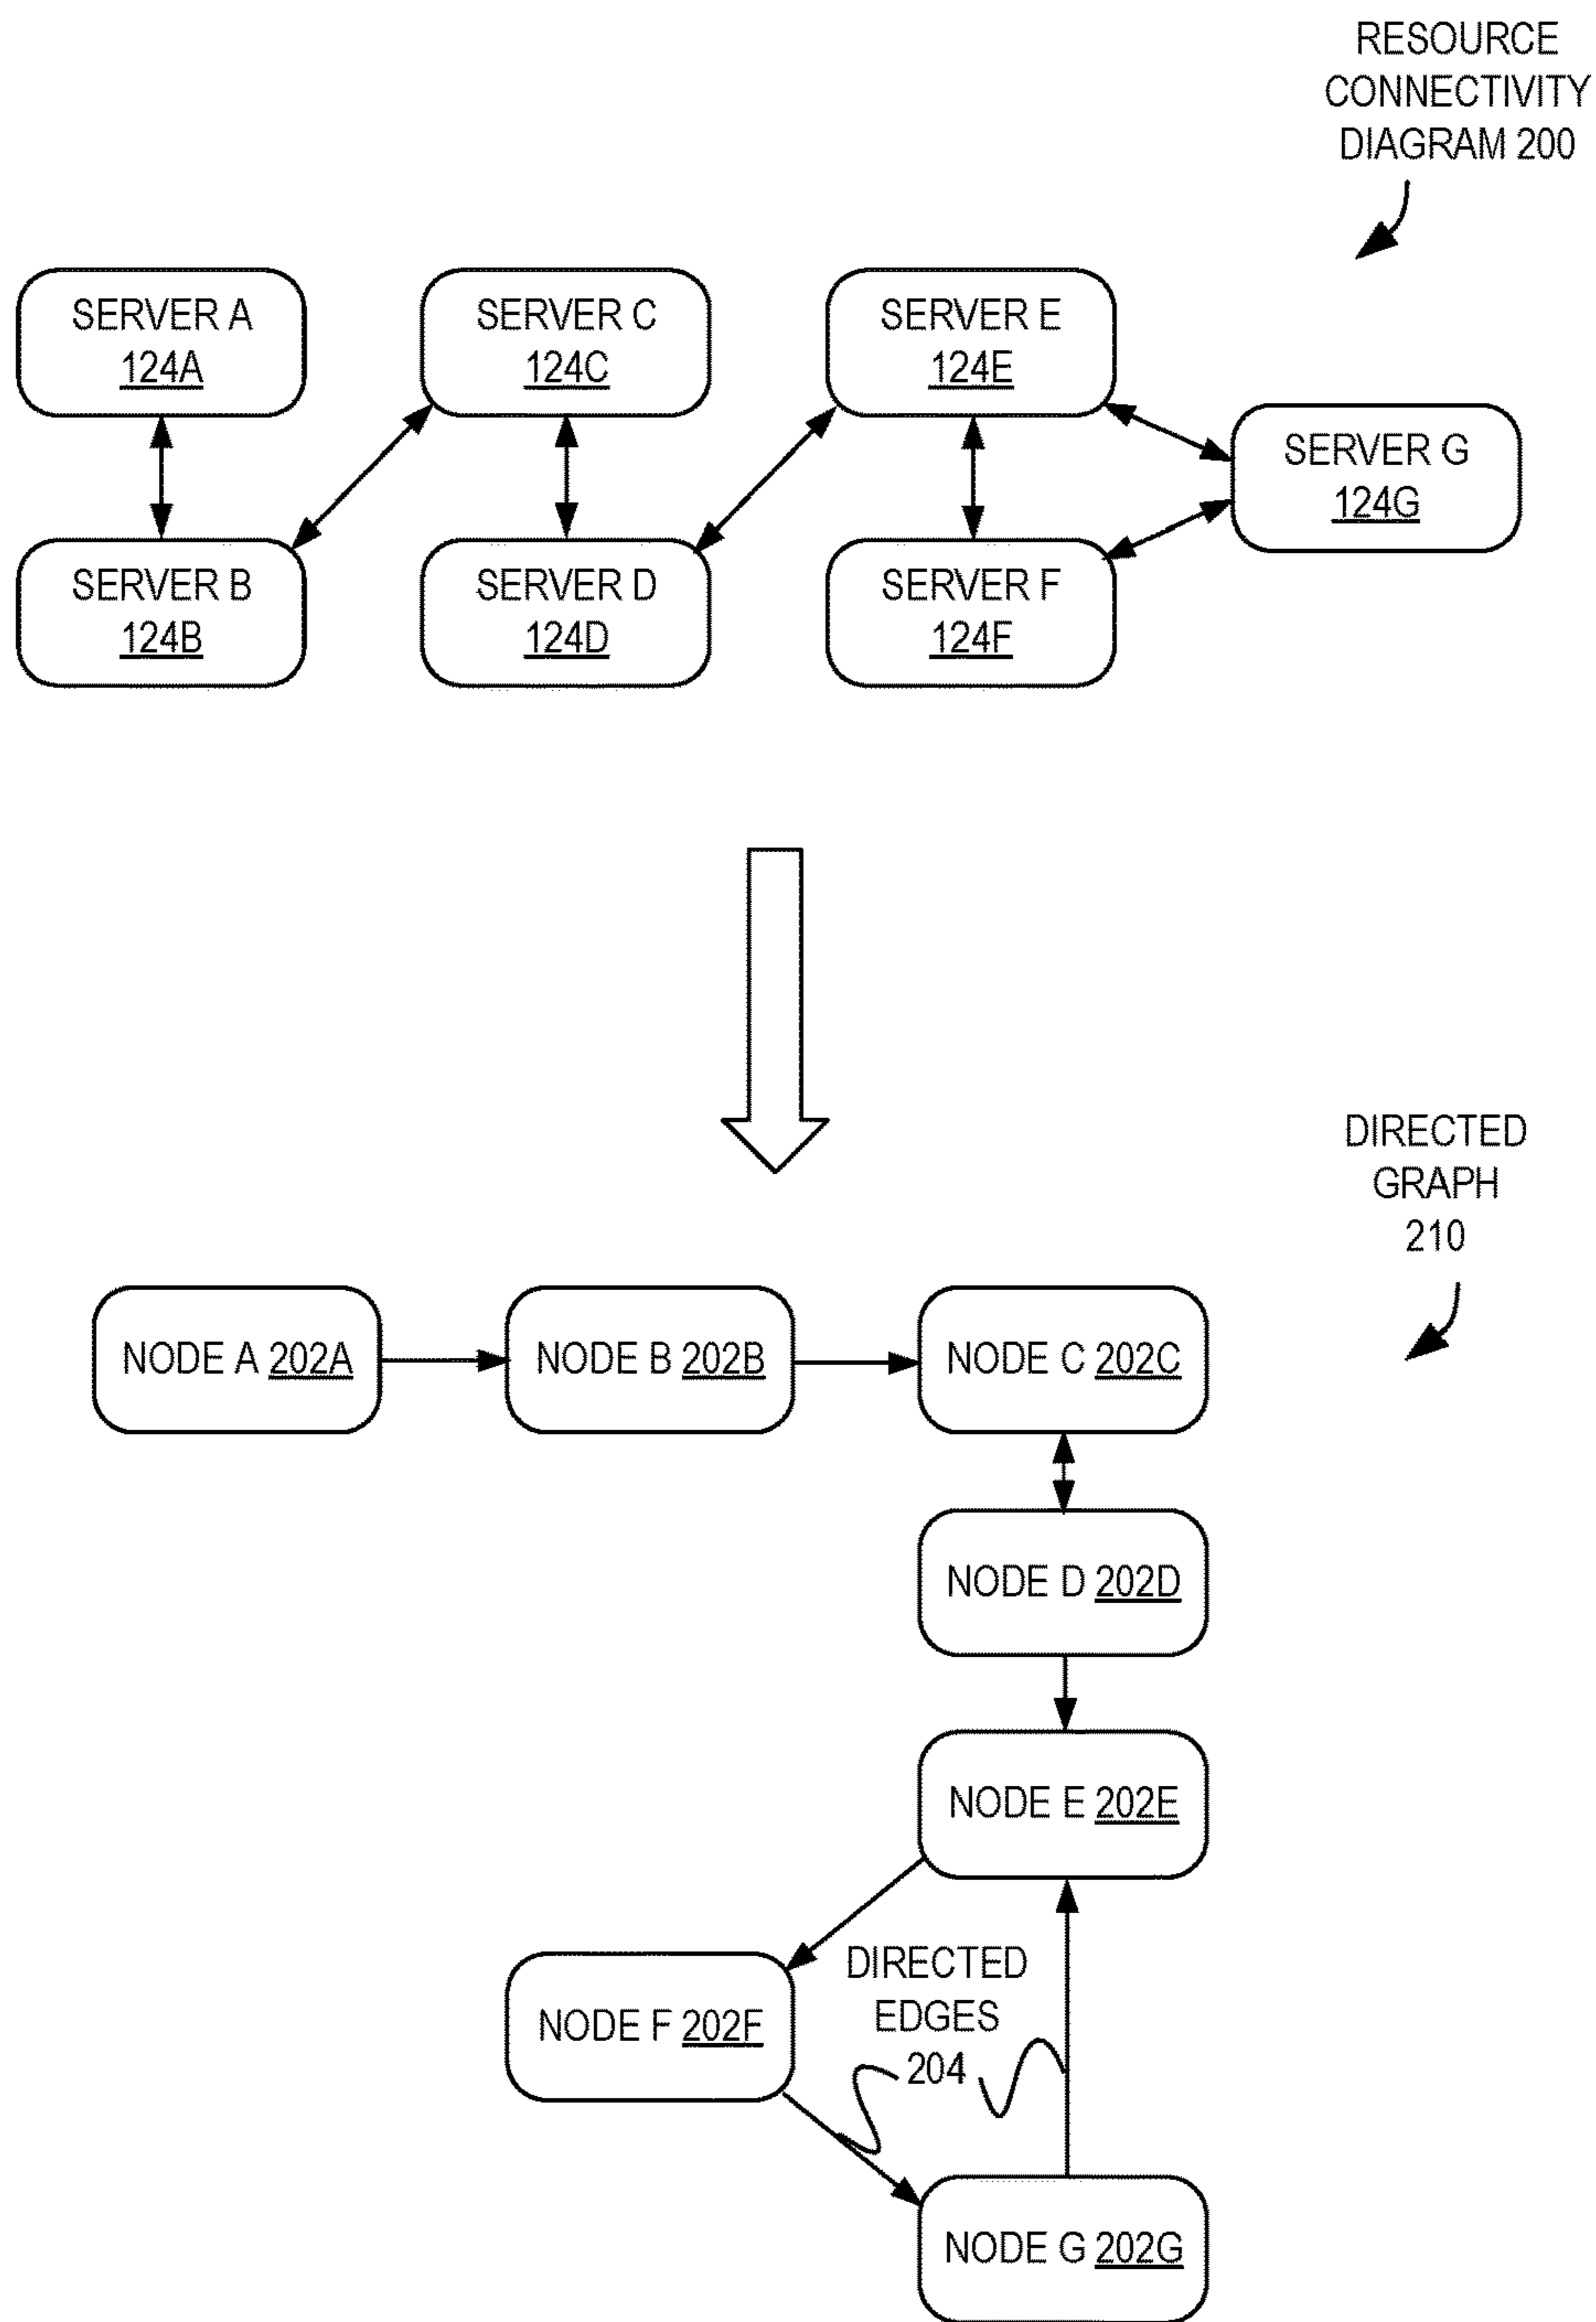 RESOURCE
CONNECTIVITY
DIAGRAM 200
SERVER A
124A
SERVER C
124C
SERVER E
124E
SERVER G
124G
SERVER B
124B
SERVER D
124D
SERVER F
124F
DIRECTED
GRAPH
210
NODE A 202A
NODE B 202B
NODE C 202C
NODE D 202D
NODE E 202E
DIRECTED
EDGES
204
NODE F 202F
NODE G 202G